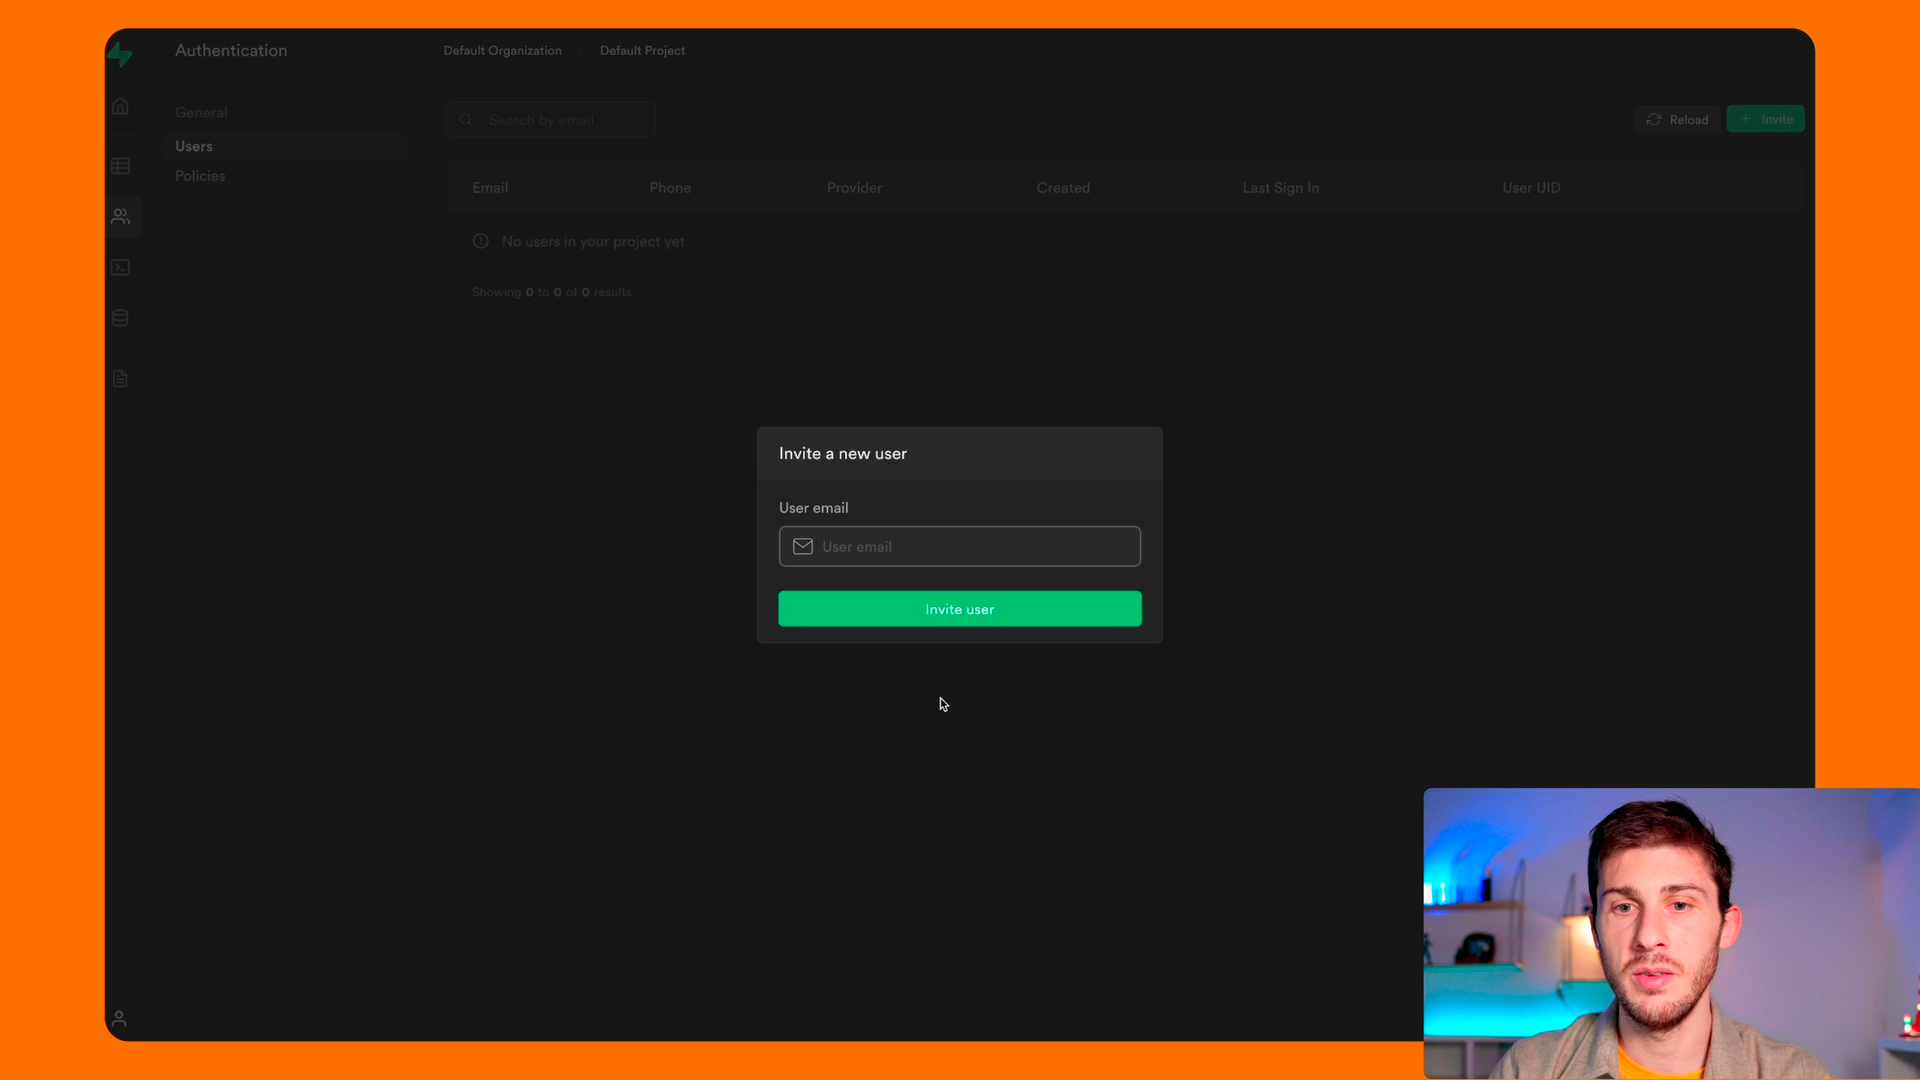 Authentication
Default Organization / Default Project
General
Users
Policies
Search by email
Reload
+ Invite
Email Phone Provider Created Last Sign In User UID
No users in your project yet
Showing 0 to 0 of 0 results
Invite a new user
User email
User email
Invite user